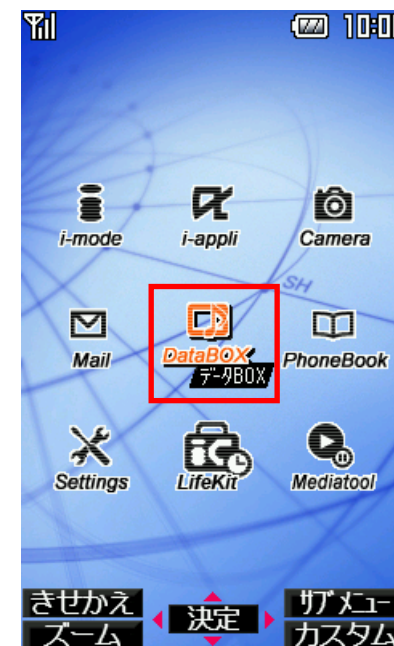 10:0
i-mode
i-appli
Camera
SH
Mail
DataBOX
データBOX
PhoneBook
Settings
LifeKit
Mediatool
きせかえ
決定
サブメニュー
ズーム
カスタム